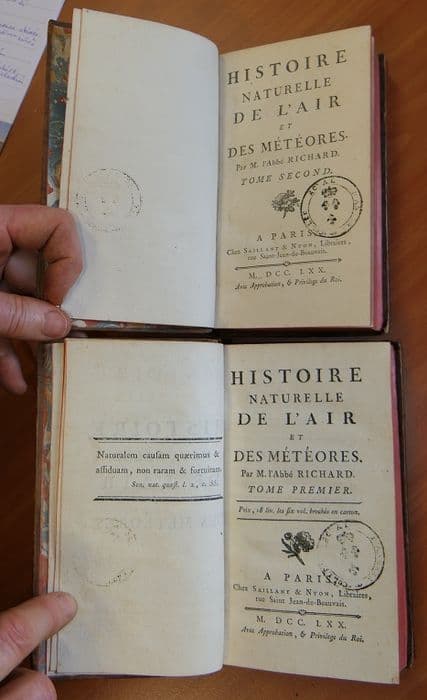 HISTOIRE
NATURELLE
DE L'AIR
ET
DES MÉTÉORES.
Par M. l'Abbé RICHARD.
TOME SECOND.
A PARIS
Chez SAILLANT & NYON, Libraires,
rue Saint-Jean-de-Beauvais.
M. DCC. LXX.
Avec Approbation, & Privilege du Roi.
Naturalem causam quærimus &
assiduam, non raram & fortuitam.
Sen. nat. quæst. l. 2, c. 55.
HISTOIRE
NATURELLE
DE L'AIR
ET
DES MÉTÉORES.
Par M. l'Abbé RICHARD.
TOME PREMIER.
Prix, 18 liv. les six vol. brochés en carton.
A PARIS
Chez SAILLANT & NYON, Libraires,
rue Saint Jean-de-Beauvais.
M. DCC. LXX.
Avec Approbation, & Privilege du Roi.